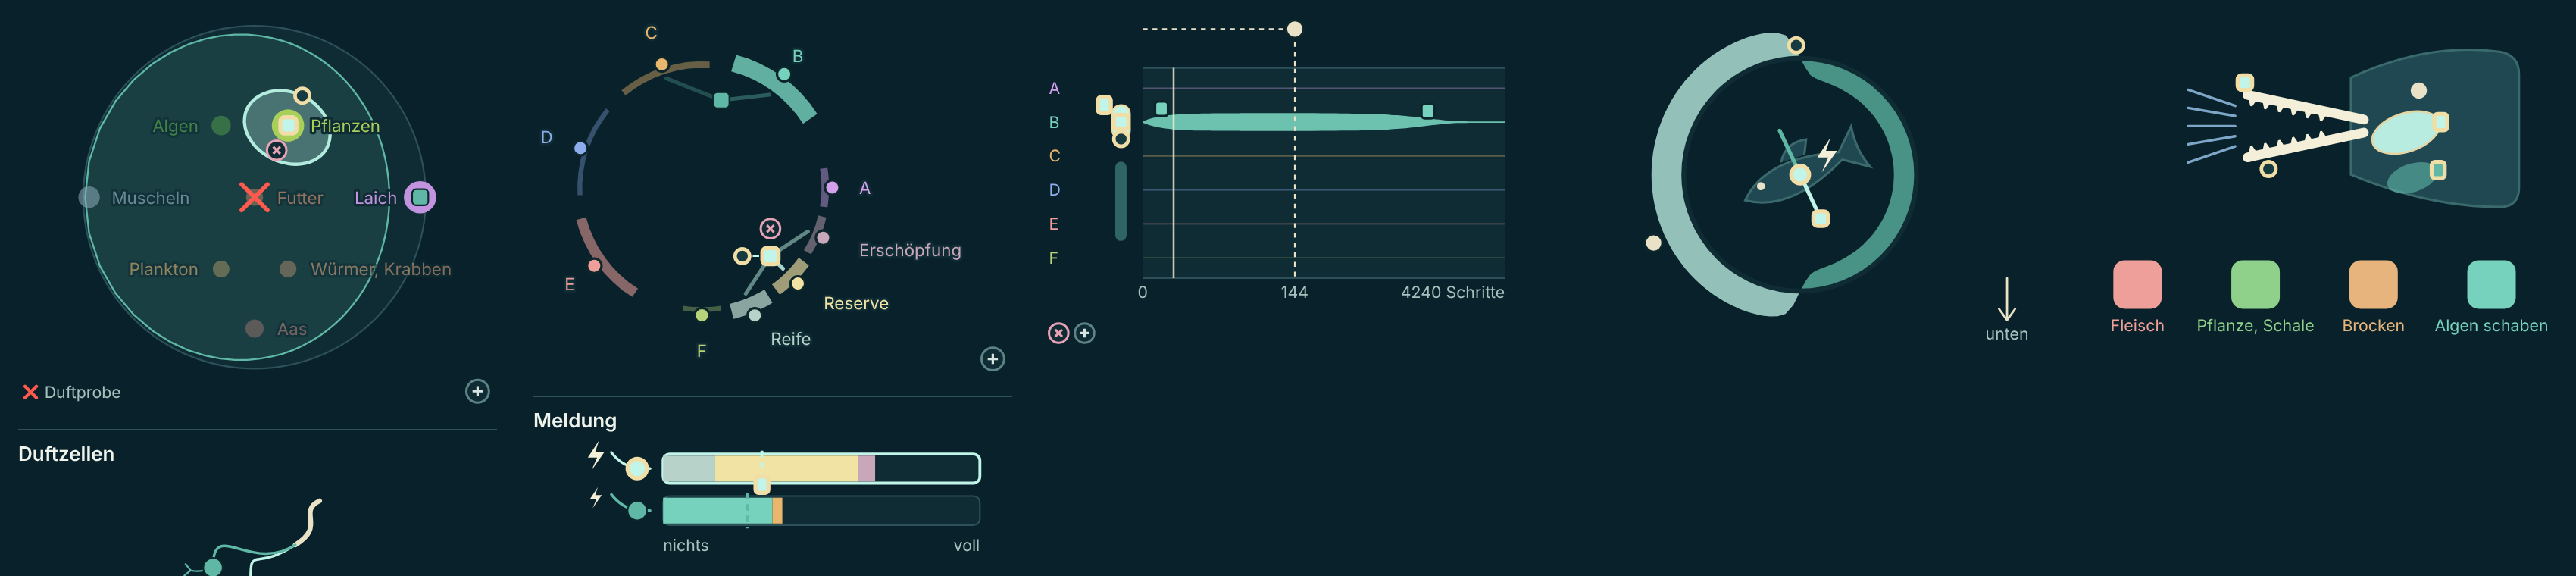 Algen
Pflanzen
Muscheln
Futter
Laich
Plankton
Würmer, Krabben
Aas
Duftprobe
Duftzellen
C
B
D
A
Erschöpfung
E
Reserve
Reife
F
Meldung
nichts
voll
A
B
C
D
E
F
0
144
4240 Schritte
unten
Fleisch
Pflanze, Schale
Brocken
Algen schaben